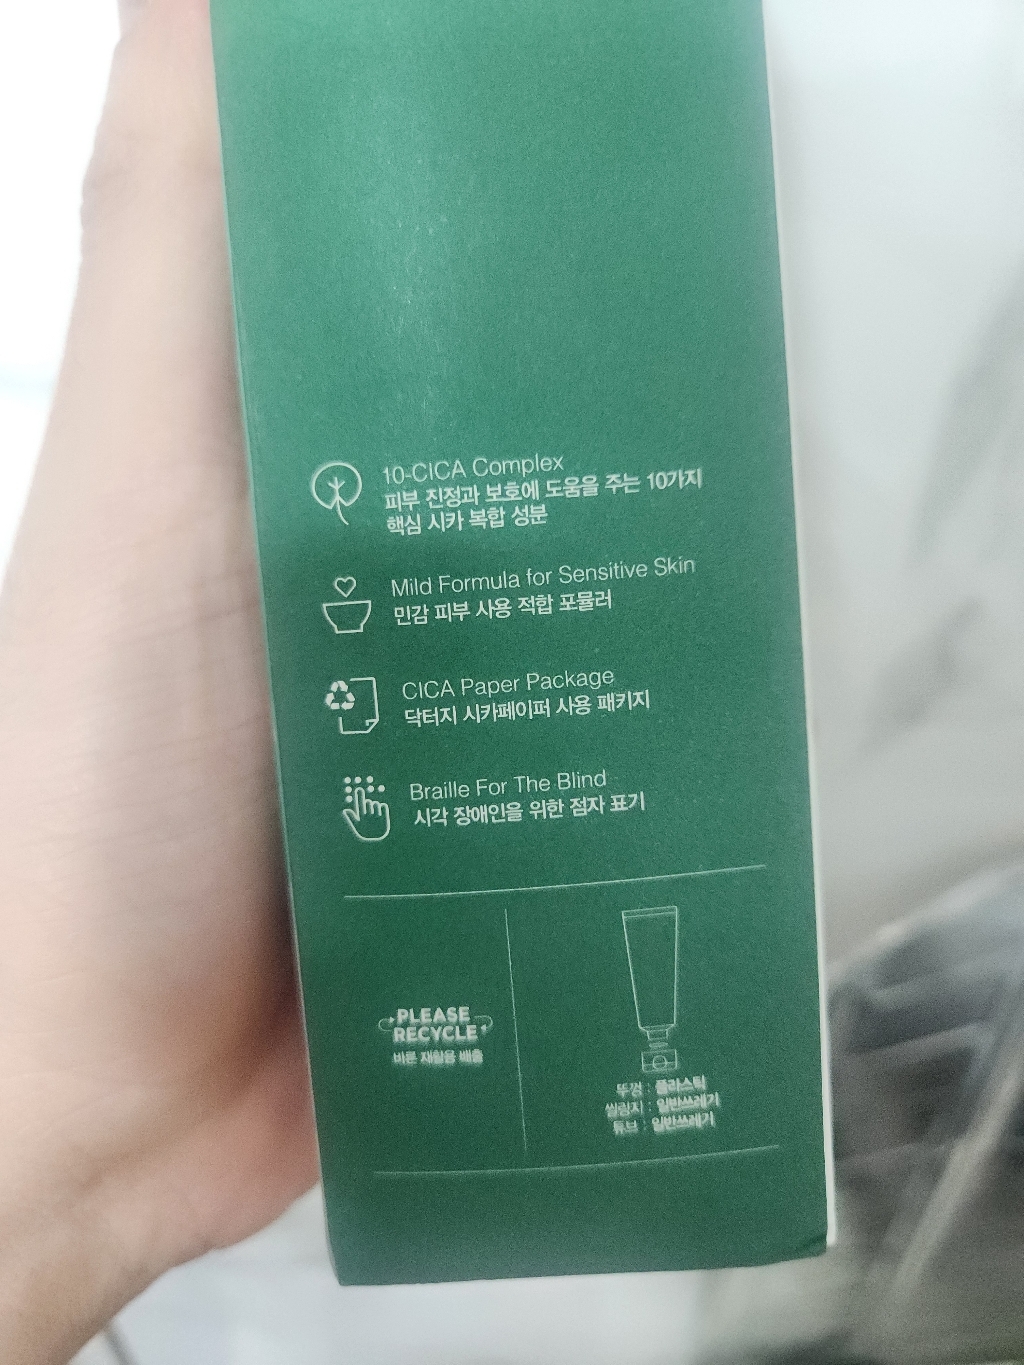 10-CICA Complex
피부 진정과 보호에 도움을 주는 10가지
핵심 시카 복합 성분
Mild Formula for Sensitive Skin
민감 피부 사용 적합 포뮬러
CICA Paper Package
닥터지 시카페이퍼 사용 패키지
Braille For The Blind
시각 장애인을 위한 점자 표기
PLEASE
RECYCLE
바른 재활용 배출
뚜껑 : 플라스틱
씰링지 : 일반쓰레기
튜브 : 일반쓰레기